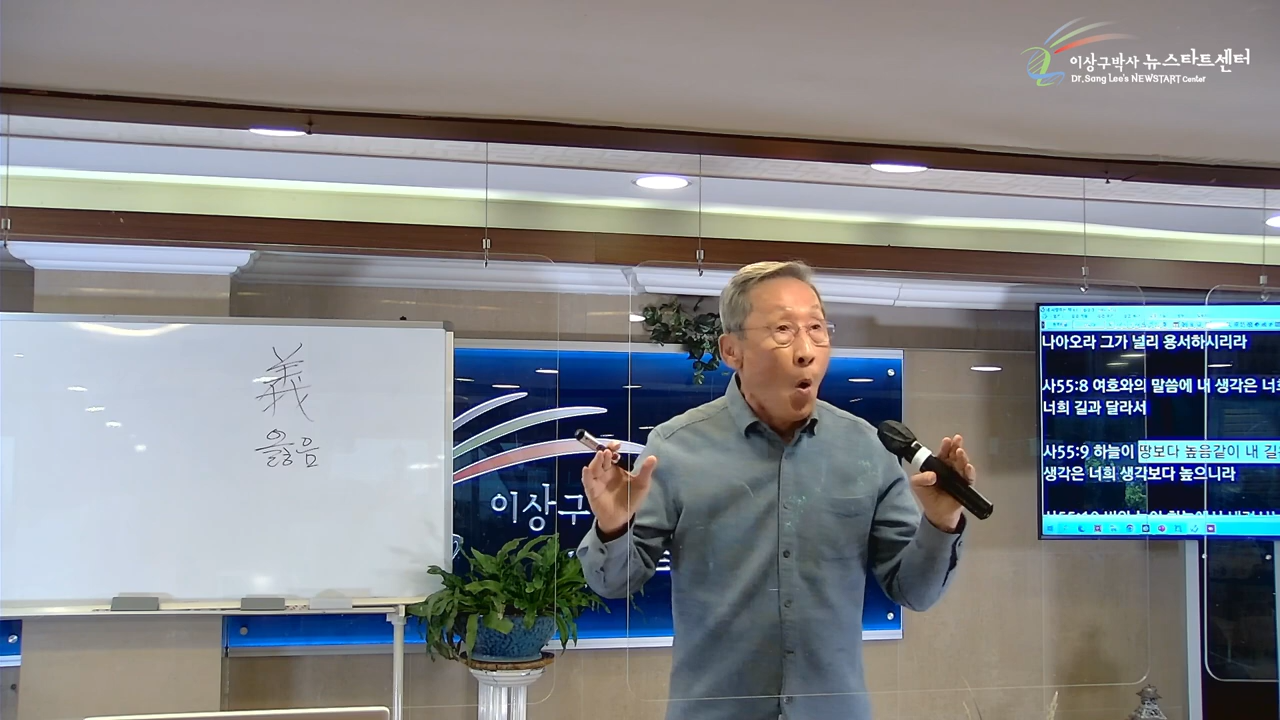 이상구박사 뉴스타트센터
Dr. Sang Lee's NEWSTART Center
義
옳음
이상구
나아오라 그가 널리 용서하시리라
사55:8 여호와의 말씀에 내 생각은 너희
너희 길과 달라서
사55:9 하늘이 땅보다 높음같이 내 길
생각은 너희 생각보다 높으니라